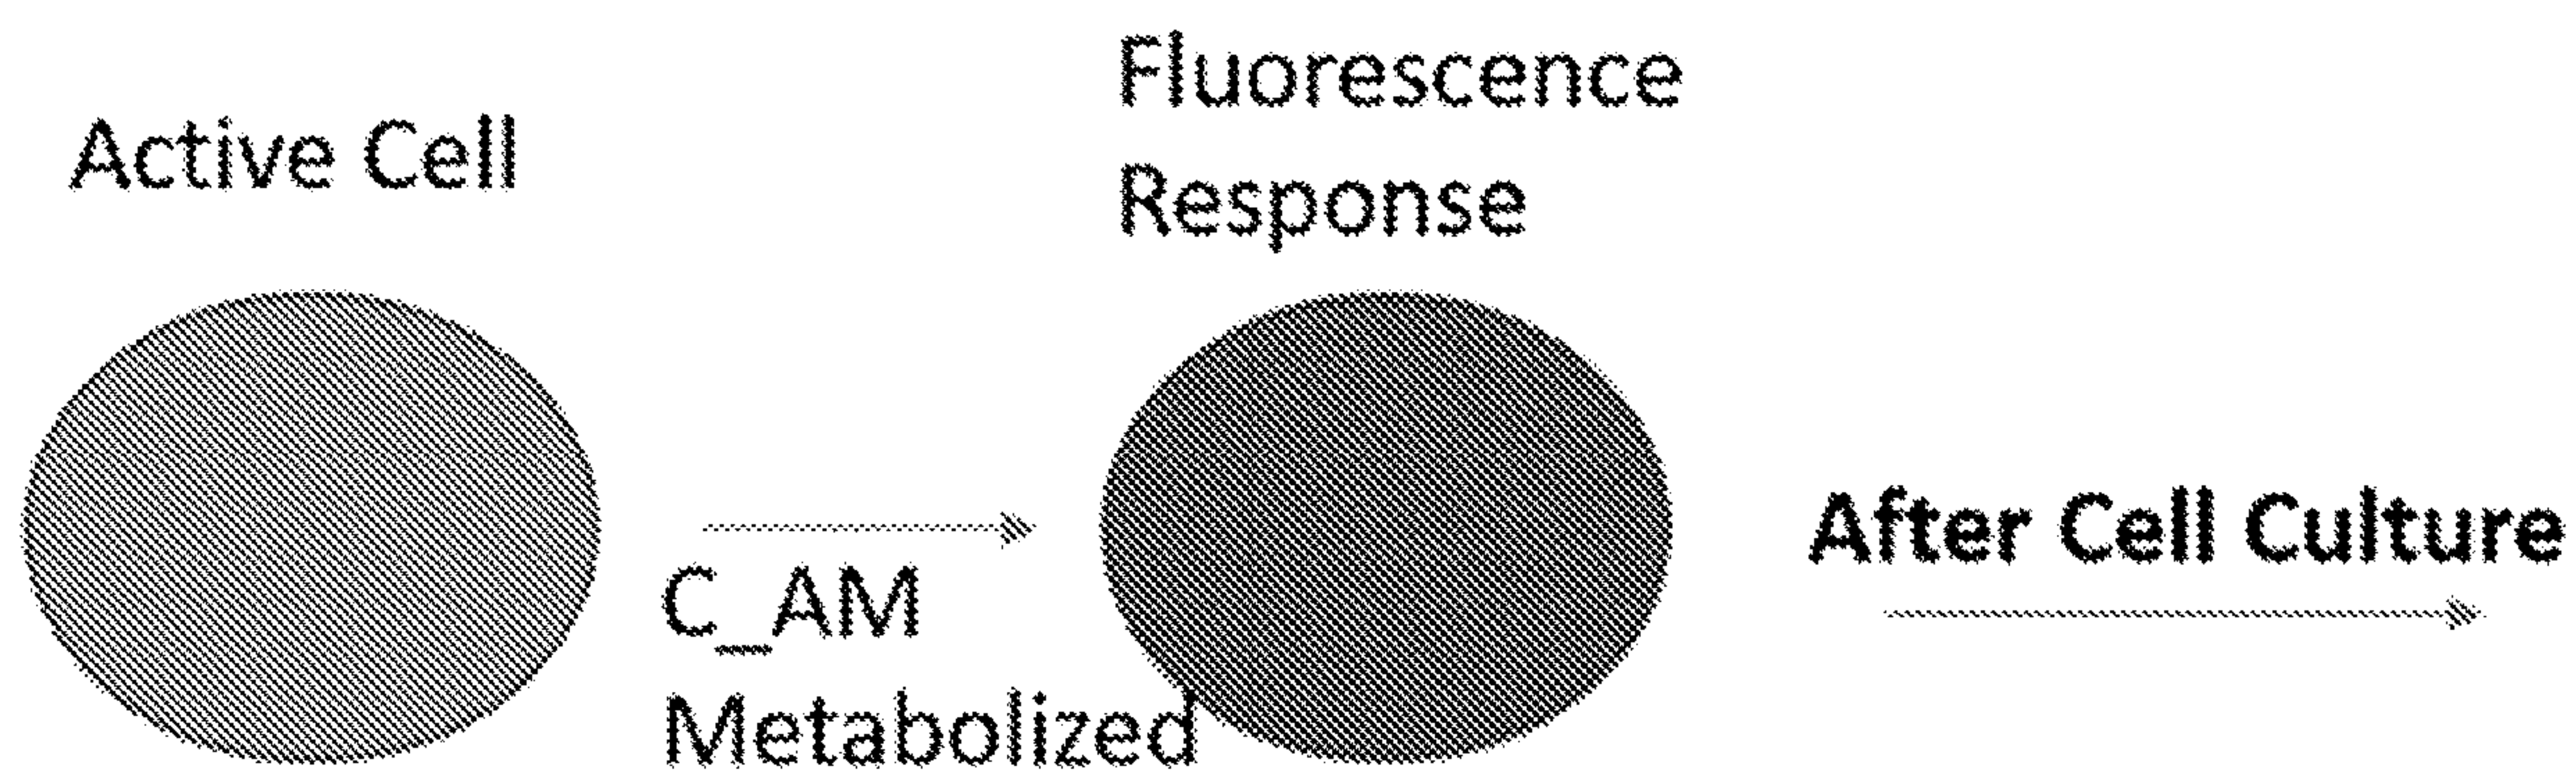 Active Cell
Fluorescence
Response
C_AM
Metabolized
After Cell Culture